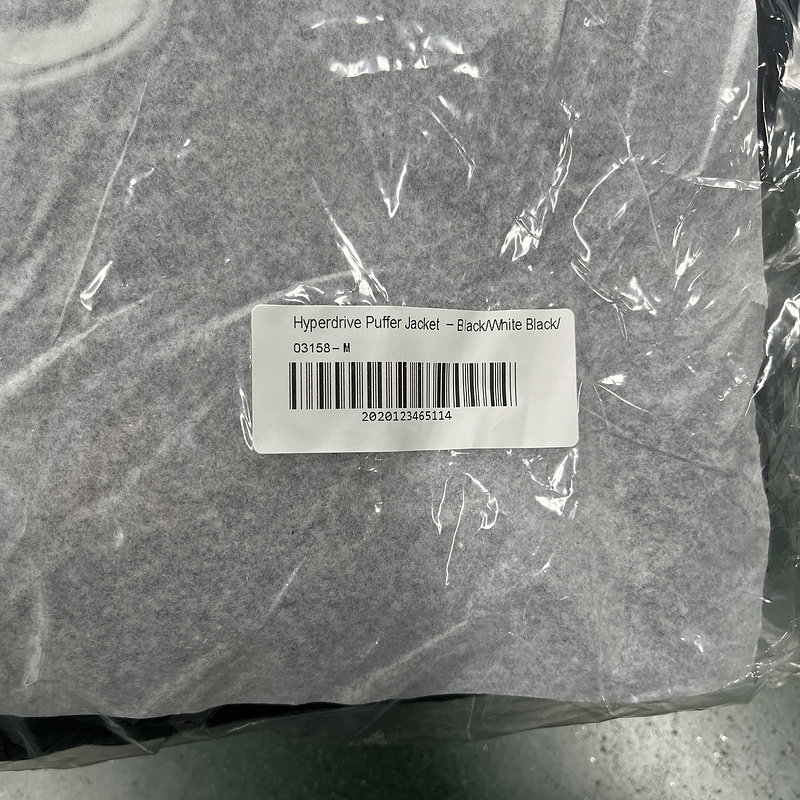 Hyperdrive Puffer Jacket – Black/White Black/
03158– M
2020123465114